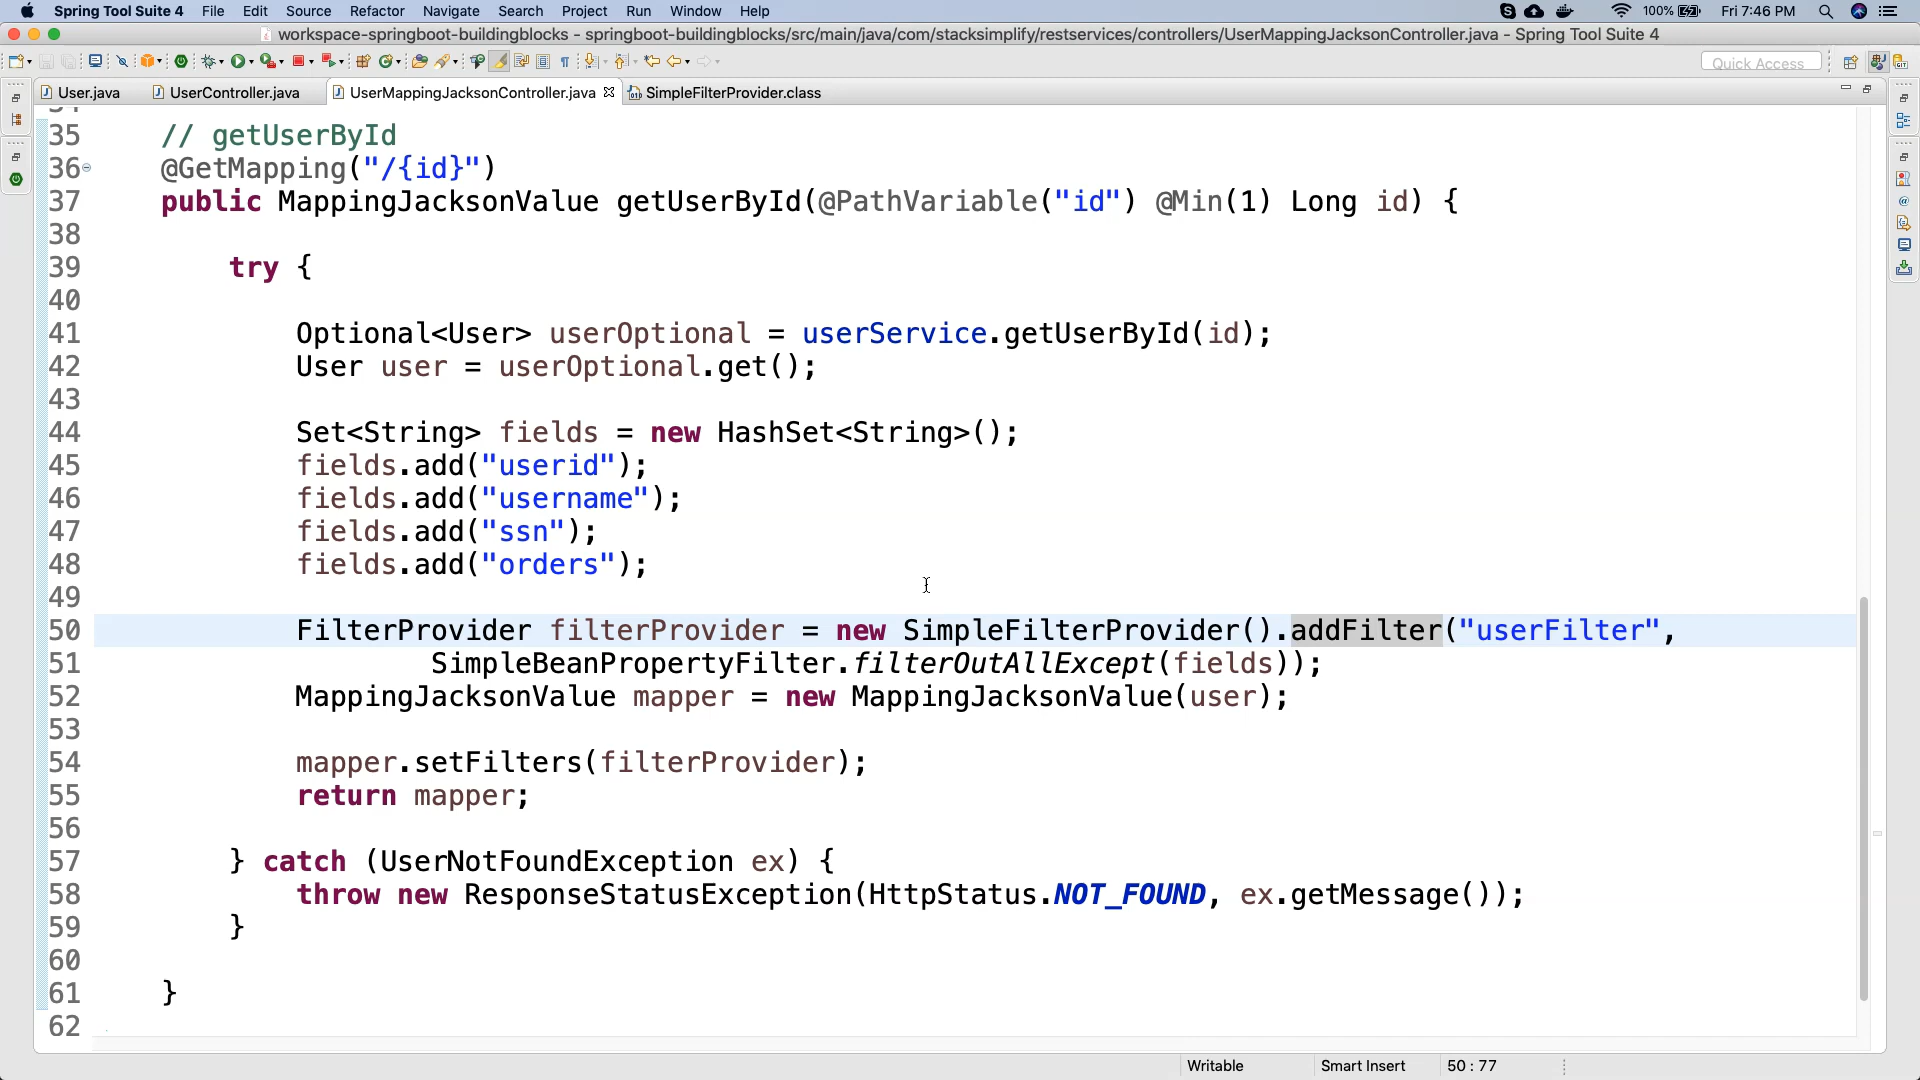 Spring Tool Suite 4 File Edit Source Refactor Navigate Search Project Run Window Help 100% Fri 7:46 PM
workspace-springboot-buildingblocks - springboot-buildingblocks/src/main/java/com/stacksimplify/restservices/controllers/UserMappingJacksonController.java - Spring Tool Suite 4
Quick Access
User.java UserController.java UserMappingJacksonController.java SimpleFilterProvider.class
35 // getUserById
36 @GetMapping("/{id}")
37 public MappingJacksonValue getUserById(@PathVariable("id") @Min(1) Long id) {
38
39 try {
40
41 Optional<User> userOptional = userService.getUserById(id);
42 User user = userOptional.get();
43
44 Set<String> fields = new HashSet<String>();
45 fields.add("userid");
46 fields.add("username");
47 fields.add("ssn");
48 fields.add("orders");
49
50 FilterProvider filterProvider = new SimpleFilterProvider().addFilter("userFilter",
51 SimpleBeanPropertyFilter.filterOutAllExcept(fields));
52 MappingJacksonValue mapper = new MappingJacksonValue(user);
53
54 mapper.setFilters(filterProvider);
55 return mapper;
56
57 } catch (UserNotFoundException ex) {
58 throw new ResponseStatusException(HttpStatus.NOT_FOUND, ex.getMessage());
59 }
60
61 }
62
Writable Smart Insert 50 : 77